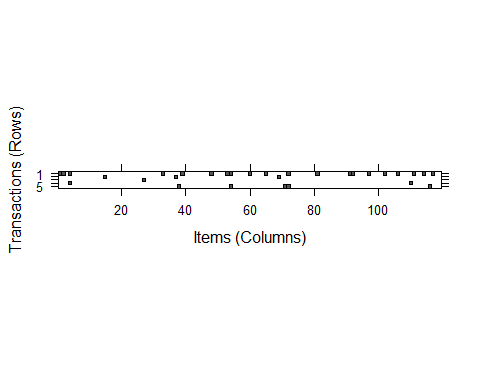 Transactions (Rows)
1
5
20 40 60 80 100
Items (Columns)